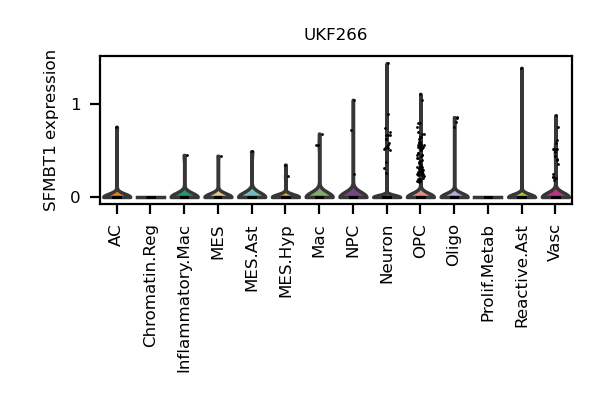 UKF266
SFMBT1 expression
1
0
AC
Chromatin.Reg
Inflammatory.Mac
MES
MES.Ast
MES.Hyp
Mac
NPC
Neuron
OPC
Oligo
Prolif.Metab
Reactive.Ast
Vasc